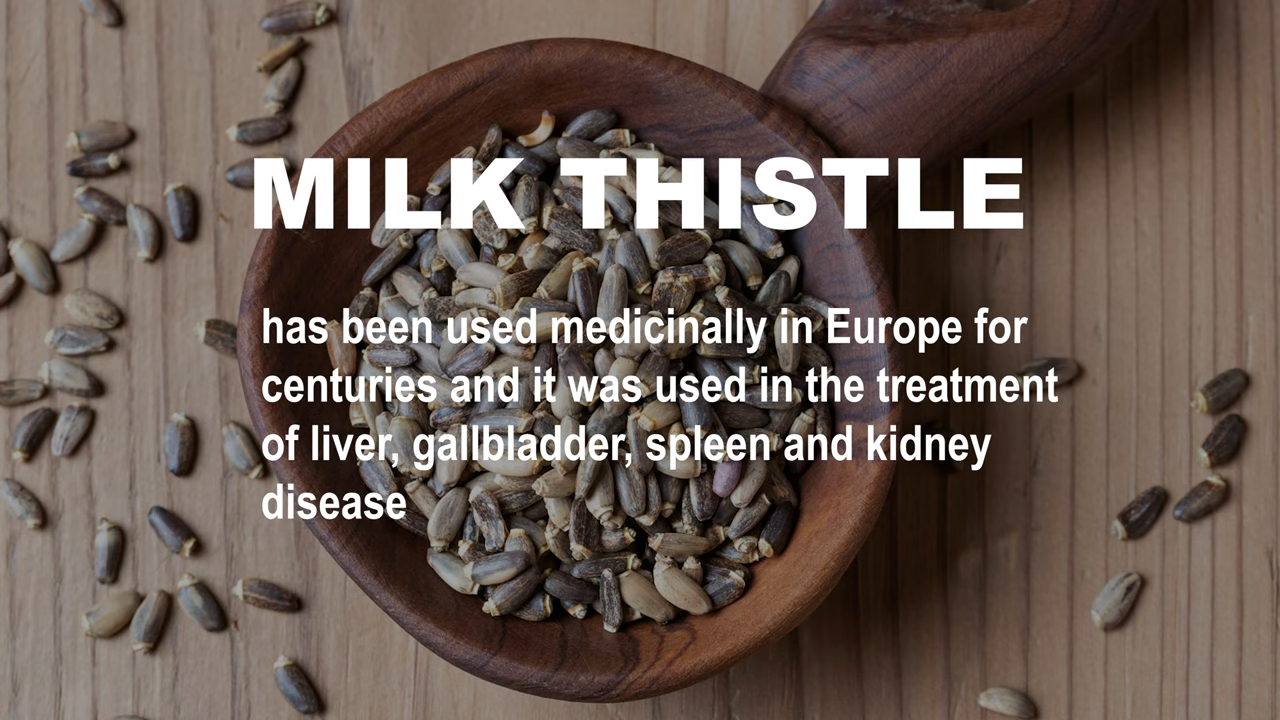 MILK THISTLE
has been used medicinally in Europe for
centuries and it was used in the treatment
of liver, gallbladder, spleen and kidney
disease